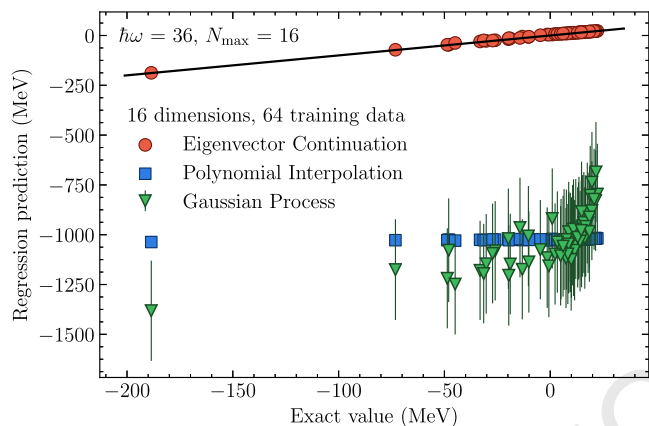 ħω = 36, N_max = 16
16 dimensions, 64 training data
Eigenvector Continuation
Polynomial Interpolation
Gaussian Process
Regression prediction (MeV)
0
−250
−500
−750
−1000
−1250
−1500
−200
−150
−100
−50
0
Exact value (MeV)